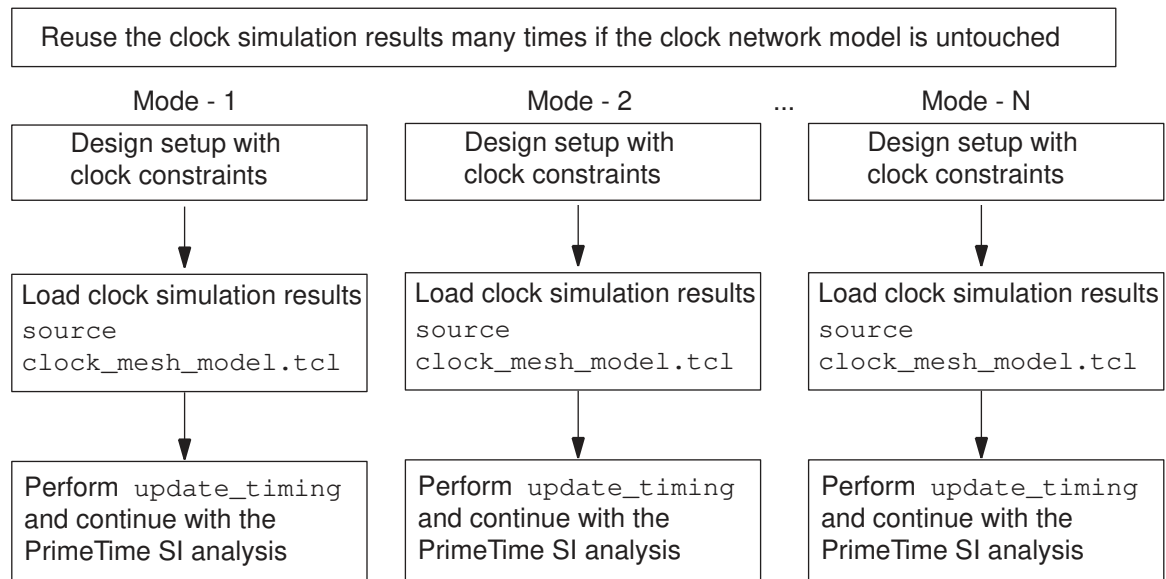 Reuse the clock simulation results many times if the clock network model is untouched
Mode - 1
Mode - 2
...
Mode - N
Design setup with
clock constraints
Design setup with
clock constraints
Design setup with
clock constraints
Load clock simulation results
source
clock_mesh_model.tcl
Load clock simulation results
source
clock_mesh_model.tcl
Load clock simulation results
source
clock_mesh_model.tcl
Perform update_timing
and continue with the
PrimeTime SI analysis
Perform update_timing
and continue with the
PrimeTime SI analysis
Perform update_timing
and continue with the
PrimeTime SI analysis